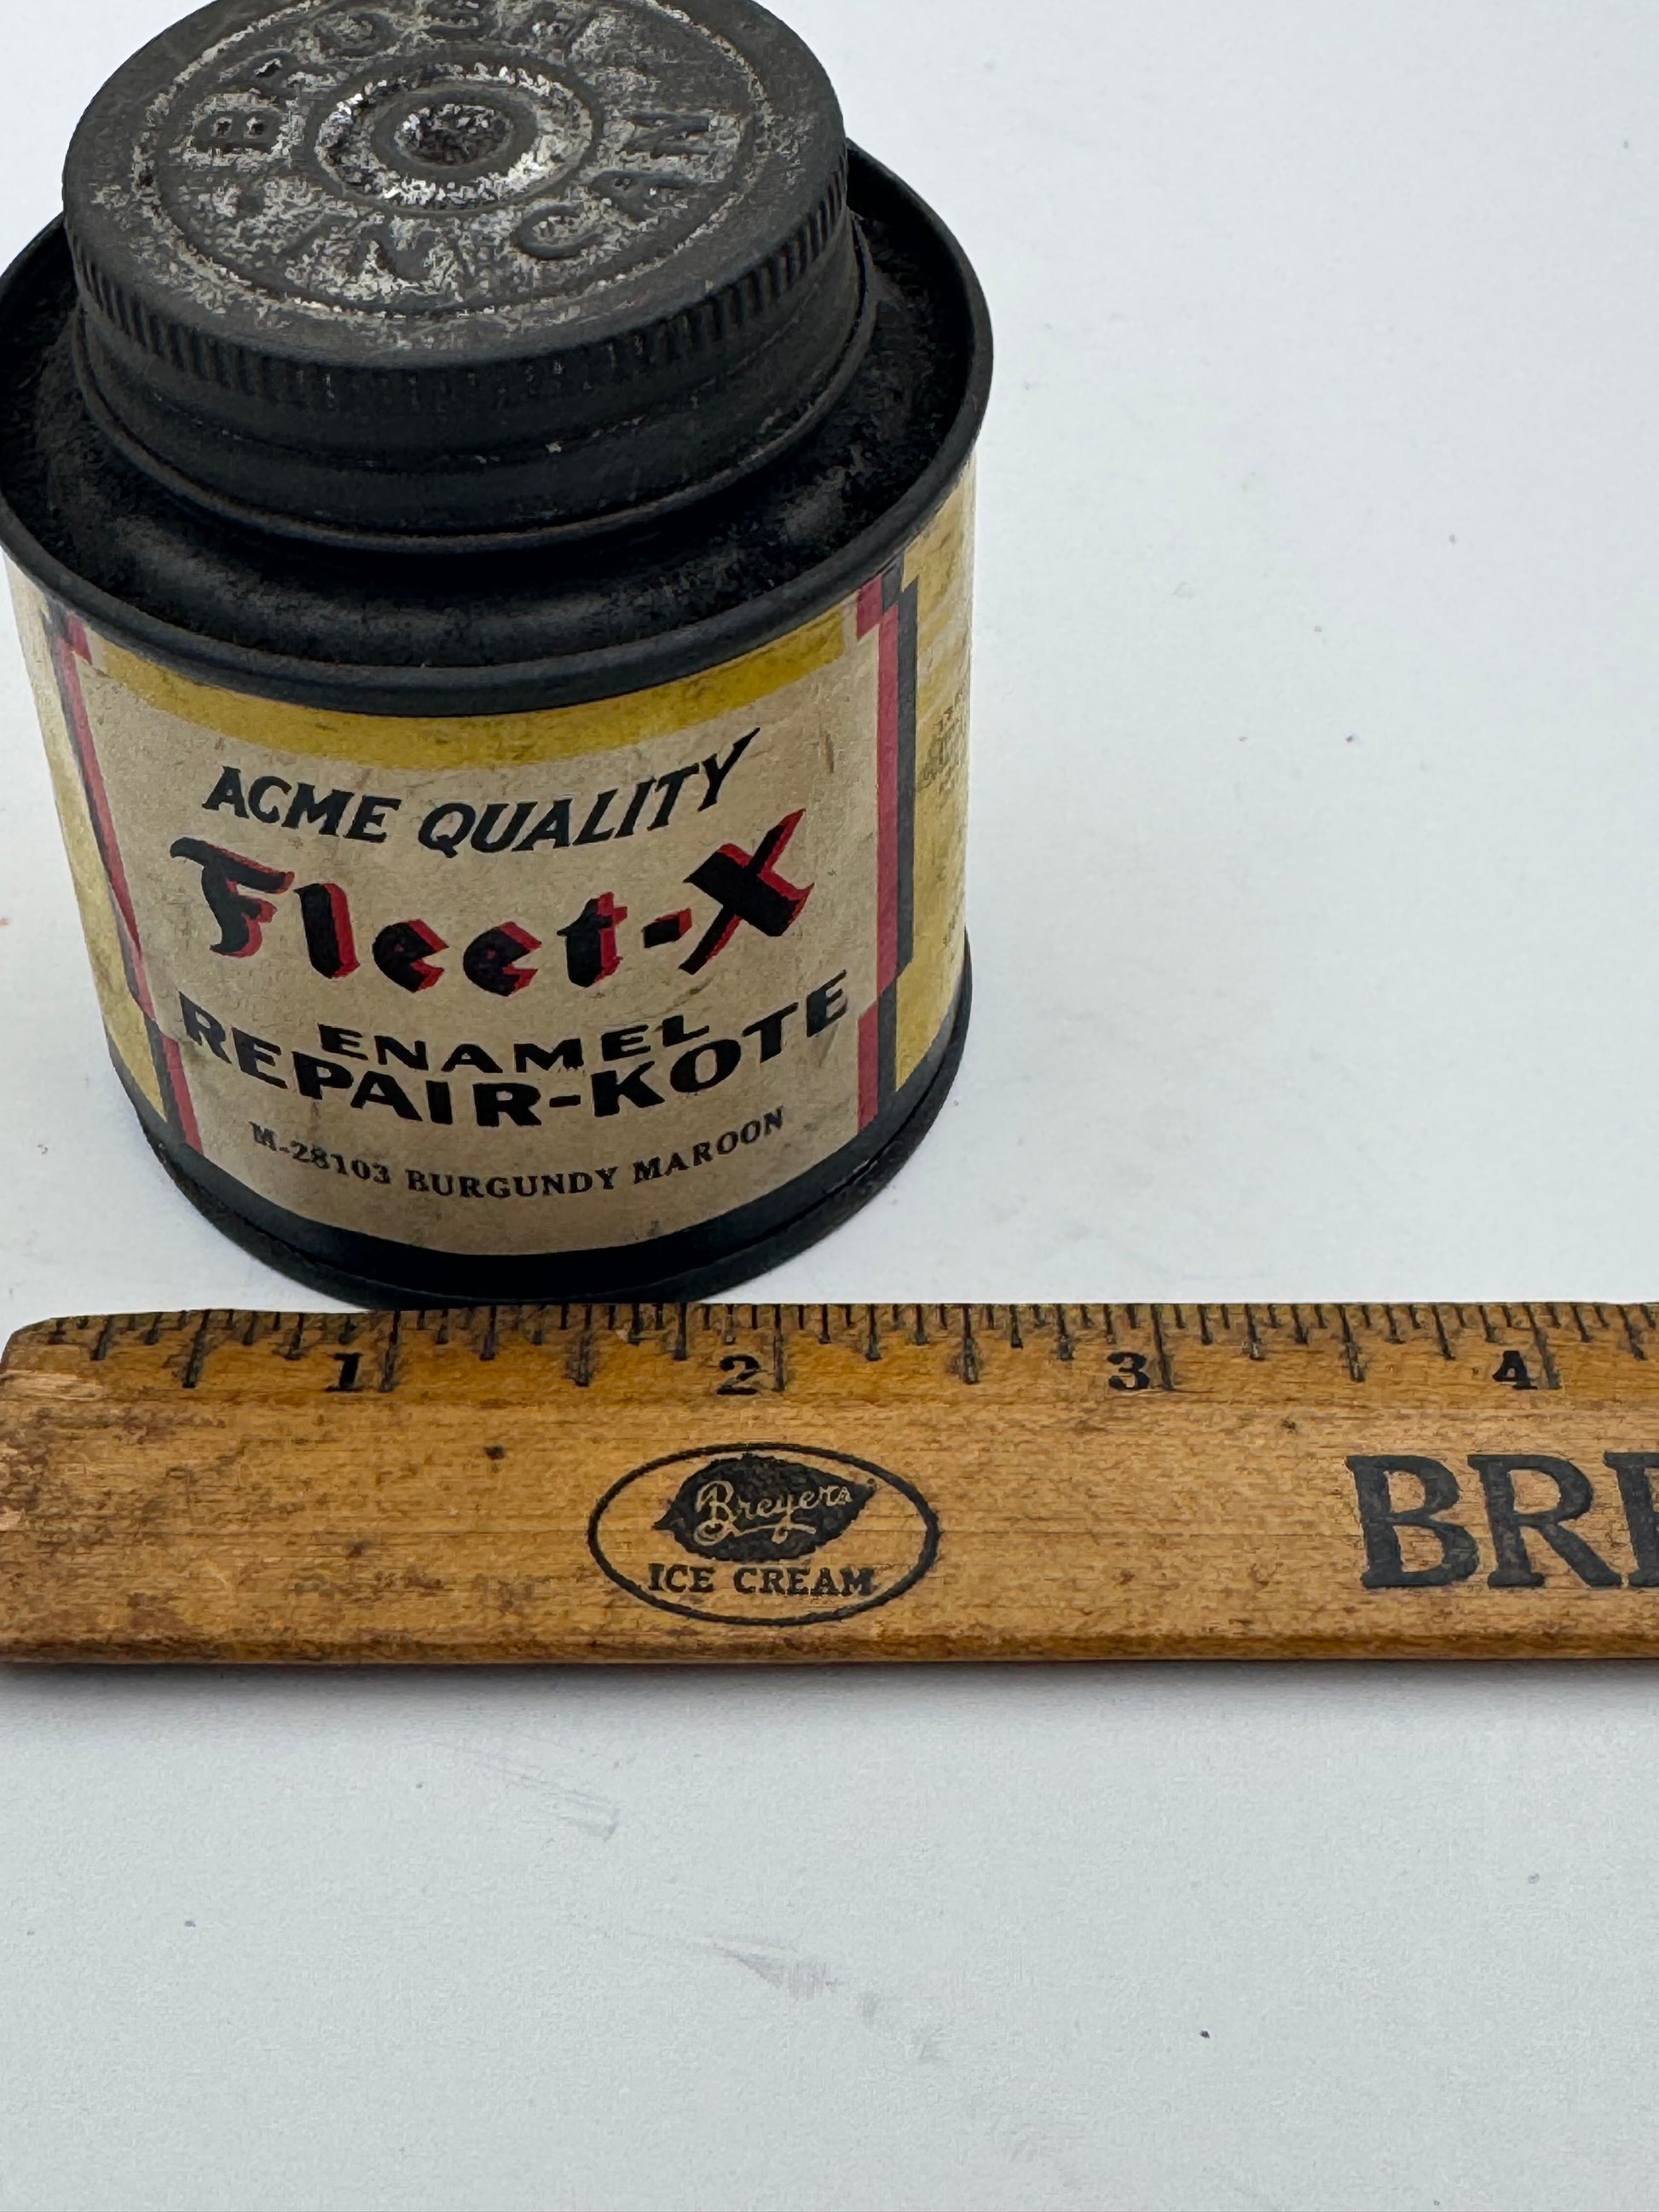 BRUSH
IN CAN
ACME QUALITY
Fleet-X
ENAMEL
REPAIR-KOTE
M-28103 BURGUNDY MAROON
1 2 3 4
Breyers
ICE CREAM